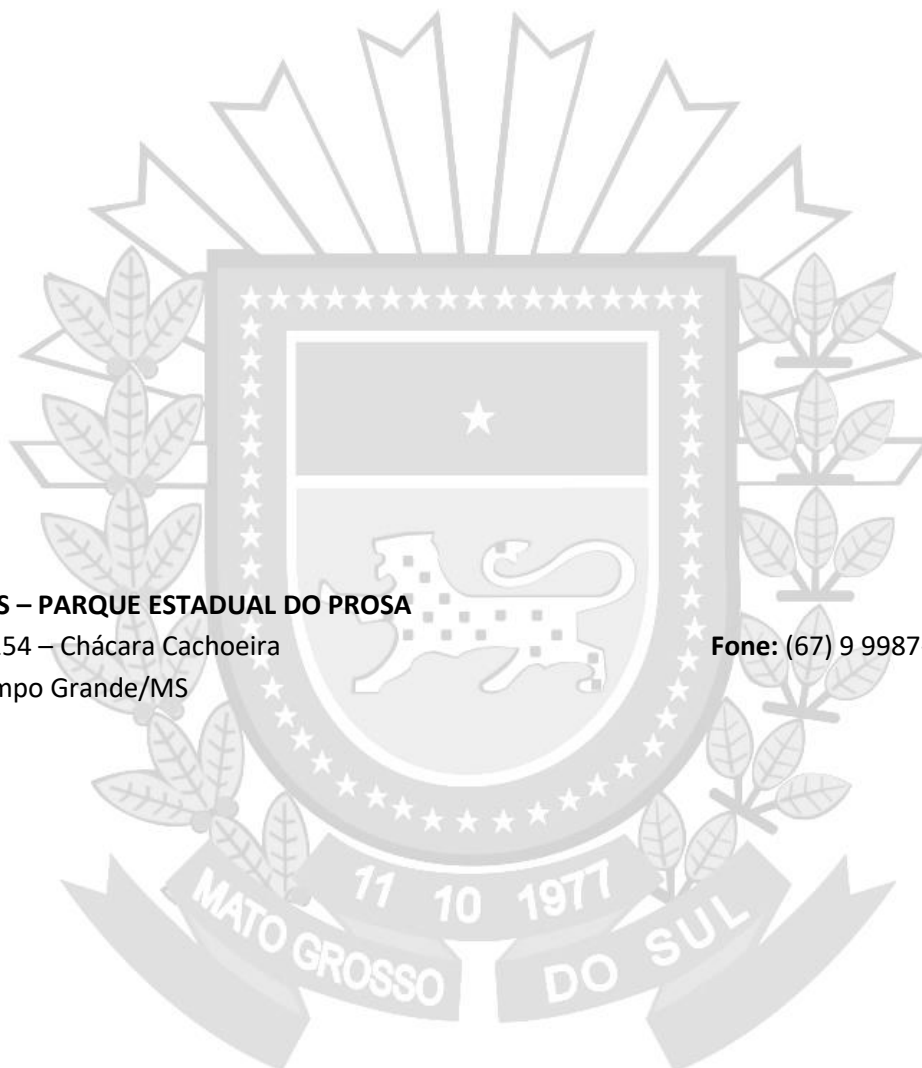 S – PARQUE ESTADUAL DO PROSA
254 – Chácara Cachoeira Fone: (67) 9 9987
mpo Grande/MS
11 10 1977
MATO GROSSO DO SUL